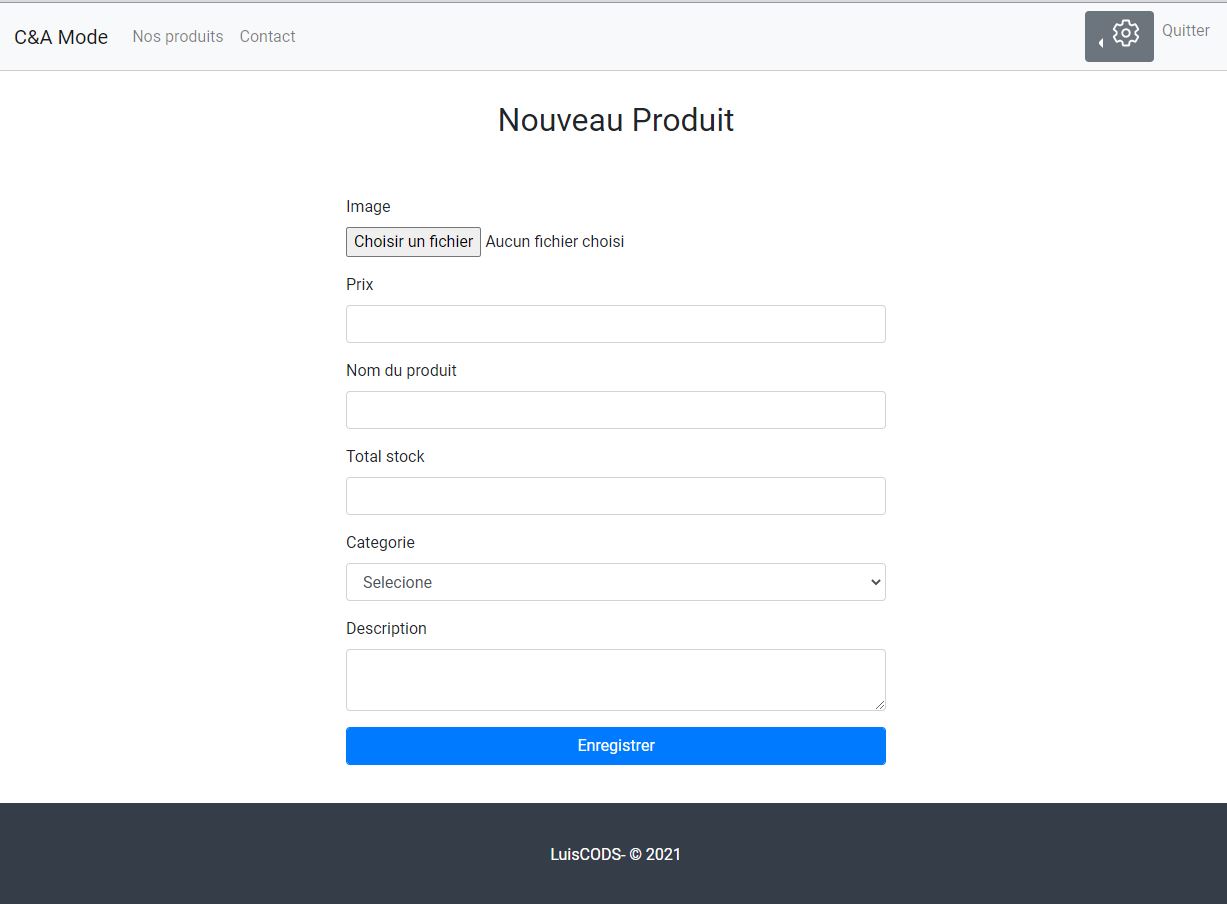 C&A Mode Nos produits Contact Quitter
Nouveau Produit
Image
Choisir un fichier Aucun fichier choisi
Prix
Nom du produit
Total stock
Categorie
Selecione
Description
Enregistrer
LuisCODS- © 2021